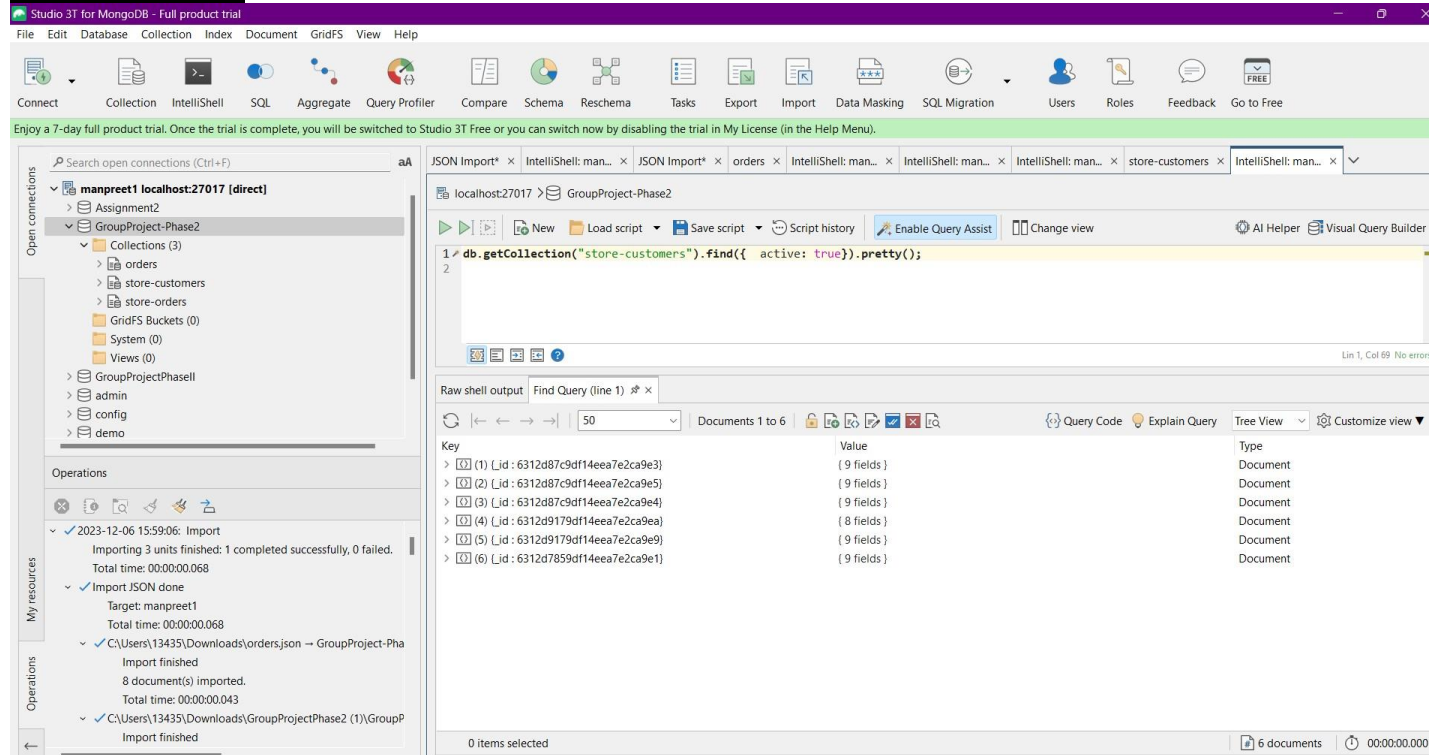 Studio 3T for MongoDB - Full product trial
File Edit Database Collection Index Document GridFS View Help
Connect Collection IntelliShell SQL Aggregate Query Profiler Compare Schema Reschema Tasks Export Import Data Masking SQL Migration Users Roles Feedback Go to Free
FREE
Enjoy a 7-day full product trial. Once the trial is complete, you will be switched to Studio 3T Free or you can switch now by disabling the trial in My License (in the Help Menu).
Open connections
My resources
Operations
Search open connections (Ctrl+F) aA
manpreet1 localhost:27017 [direct]
Assignment2
GroupProject-Phase2
Collections (3)
orders
store-customers
store-orders
GridFS Buckets (0)
System (0)
Views (0)
GroupProjectPhaseII
admin
config
demo
Operations
2023-12-06 15:59:06: Import
Importing 3 units finished: 1 completed successfully, 0 failed.
Total time: 00:00:00.068
Import JSON done
Target: manpreet1
Total time: 00:00:00.068
C:\Users\13435\Downloads\orders.json → GroupProject-Pha
Import finished
8 document(s) imported.
Total time: 00:00:00.043
C:\Users\13435\Downloads\GroupProjectPhase2 (1)\GroupP
Import finished
JSON Import* IntelliShell: man... JSON Import* orders IntelliShell: man... IntelliShell: man... IntelliShell: man... store-customers IntelliShell: man...
localhost:27017 > GroupProject-Phase2
New Load script Save script Script history Enable Query Assist Change view AI Helper Visual Query Builder
1 db.getCollection("store-customers").find({  active: true}).pretty();
2
Lin 1, Col 69 No error
Raw shell output Find Query (line 1)
50 Documents 1 to 6 Query Code Explain Query Tree View Customize view
Key Value Type
(1) {_id : 6312d87c9df14eea7e2ca9e3} { 9 fields } Document
(2) {_id : 6312d87c9df14eea7e2ca9e5} { 9 fields } Document
(3) {_id : 6312d87c9df14eea7e2ca9e4} { 9 fields } Document
(4) {_id : 6312d9179df14eea7e2ca9ea} { 8 fields } Document
(5) {_id : 6312d9179df14eea7e2ca9e9} { 9 fields } Document
(6) {_id : 6312d7859df14eea7e2ca9e1} { 9 fields } Document
0 items selected 6 documents 00:00:00.000